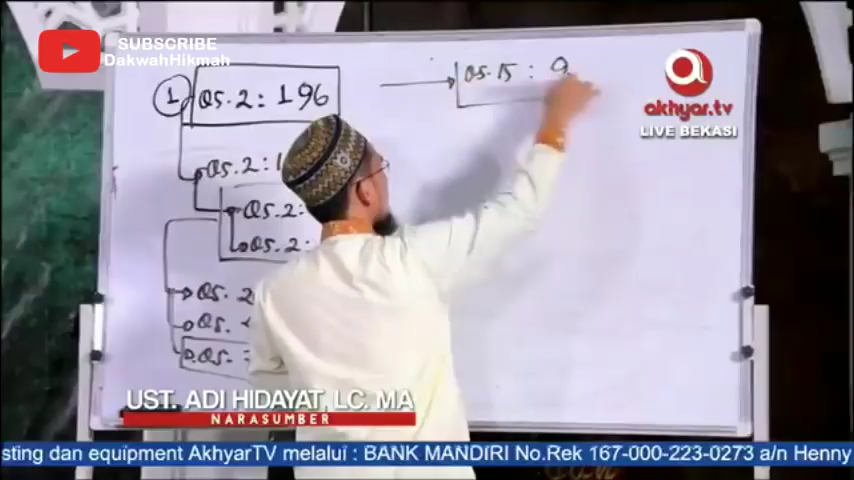 SUBSCRIBE
DakwahHikmah
1 QS. 2 : 196
QS. 15 : 9
akhyar.tv
LIVE BEKASI
QS. 2 : 1
QS. 2 :
QS. 2 :
QS. 2
QS.
QS.
UST. ADI HIDAYAT, LC. MA
NARASUMBER
sting dan equipment AkhyarTV melalui : BANK MANDIRI No.Rek 167-000-223-0273 a/n Henny